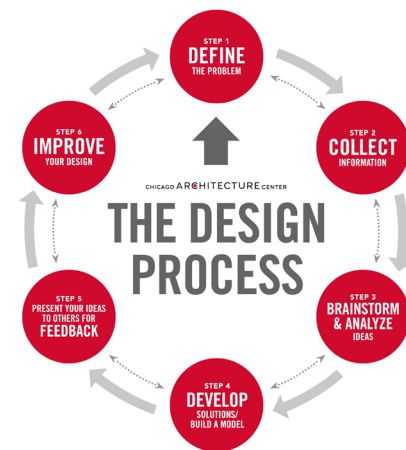 STEP 1
DEFINE
THE PROBLEM
STEP 2
COLLECT
INFORMATION
STEP 3
BRAINSTORM
& ANALYZE
IDEAS
STEP 4
DEVELOP
SOLUTIONS/
BUILD A MODEL
STEP 5
PRESENT YOUR IDEAS
TO OTHERS FOR
FEEDBACK
STEP 6
IMPROVE
YOUR DESIGN
CHICAGO ARCHITECTURE CENTER
THE DESIGN
PROCESS